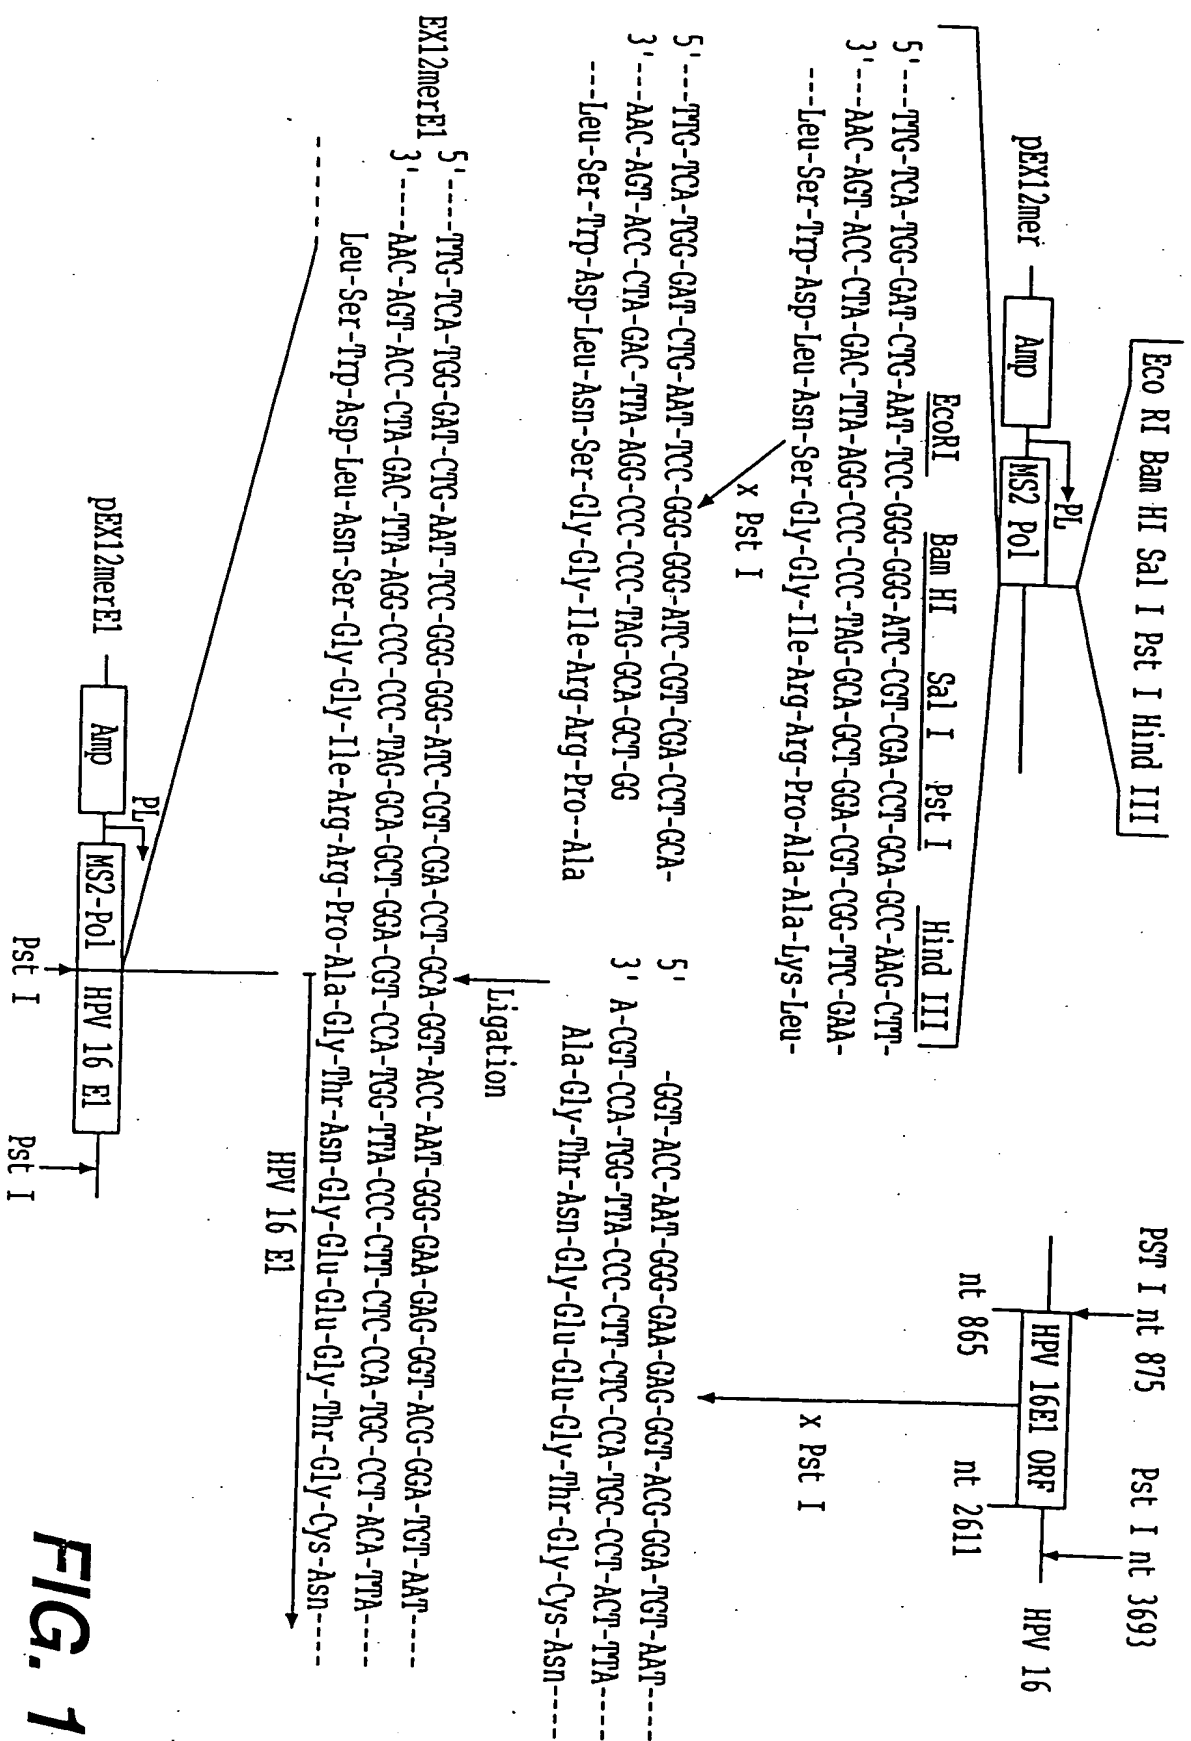 Eco RI Bam HI Sal I Pst I Hind III
PL
pEX12mer
Amp
MS2 Pol
EcoRI Bam HI Sal I Pst I Hind III
5'---TTG-TCA-TGG-GAT-CTG-AAT-TCC-GGG-GGG-ATC-CGT-CGA-CCT-GCA-GCC-AAG-CTT-
3'---AAC-AGT-ACC-CTA-GAC-TTA-AGG-CCC-CCC-TAG-GCA-GCT-GGA-CGT-CGG-TTC-GAA-
---Leu-Ser-Trp-Asp-Leu-Asn-Ser-Gly-Gly-Ile-Arg-Arg-Pro-Ala-Ala-Lys-Leu-
x Pst I
PST I nt 875
Pst I nt 3693
HPV 16E1 ORF
HPV 16
nt 865
nt 2611
x Pst I
5'---TTG-TCA-TGG-GAT-CTG-AAT-TCC-GGG-GGG-ATC-CGT-CGA-CCT-GCA-
3'---AAC-AGT-ACC-CTA-GAC-TTA-AGG-CCC-CCC-TAG-GCA-GCT-GG
---Leu-Ser-Trp-Asp-Leu-Asn-Ser-Gly-Gly-Ile-Arg-Arg-Pro--Ala
5' -GGT-ACC-AAT-GGG-GAA-GAG-GGT-ACG-GGA-TGT-AAT----
3' A-CGT-CCA-TGG-TTA-CCC-CTT-CTC-CCA-TGC-CCT-ACT-TTA----
Ala-Gly-Thr-Asn-Gly-Glu-Glu-Gly-Thr-Gly-Cys-Asn-----
Ligation
EX12merE1
5'----TTG-TCA-TGG-GAT-CTG-AAT-TCC-GGG-GGG-ATC-CGT-CGA-CCT-GCA-GGT-ACC-AAT-GGG-GAA-GAG-GGT-ACG-GGA-TGT-AAT----
3'----AAC-AGT-ACC-CTA-GAC-TTA-AGG-CCC-CCC-TAG-GCA-GCT-GGA-CGT-CCA-TGG-TTA-CCC-CTT-CTC-CCA-TGC-CCT-ACA-TTA----
Leu-Ser-Trp-Asp-Leu-Asn-Ser-Gly-Gly-Ile-Arg-Arg-Pro-Ala-Gly-Thr-Asn-Gly-Glu-Glu-Gly-Thr-Gly-Cys-Asn----
HPV 16 E1
PL
pEX12merE1
Amp
MS2-Pol
HPV 16 E1
Pst I
Pst I
FIG. 1